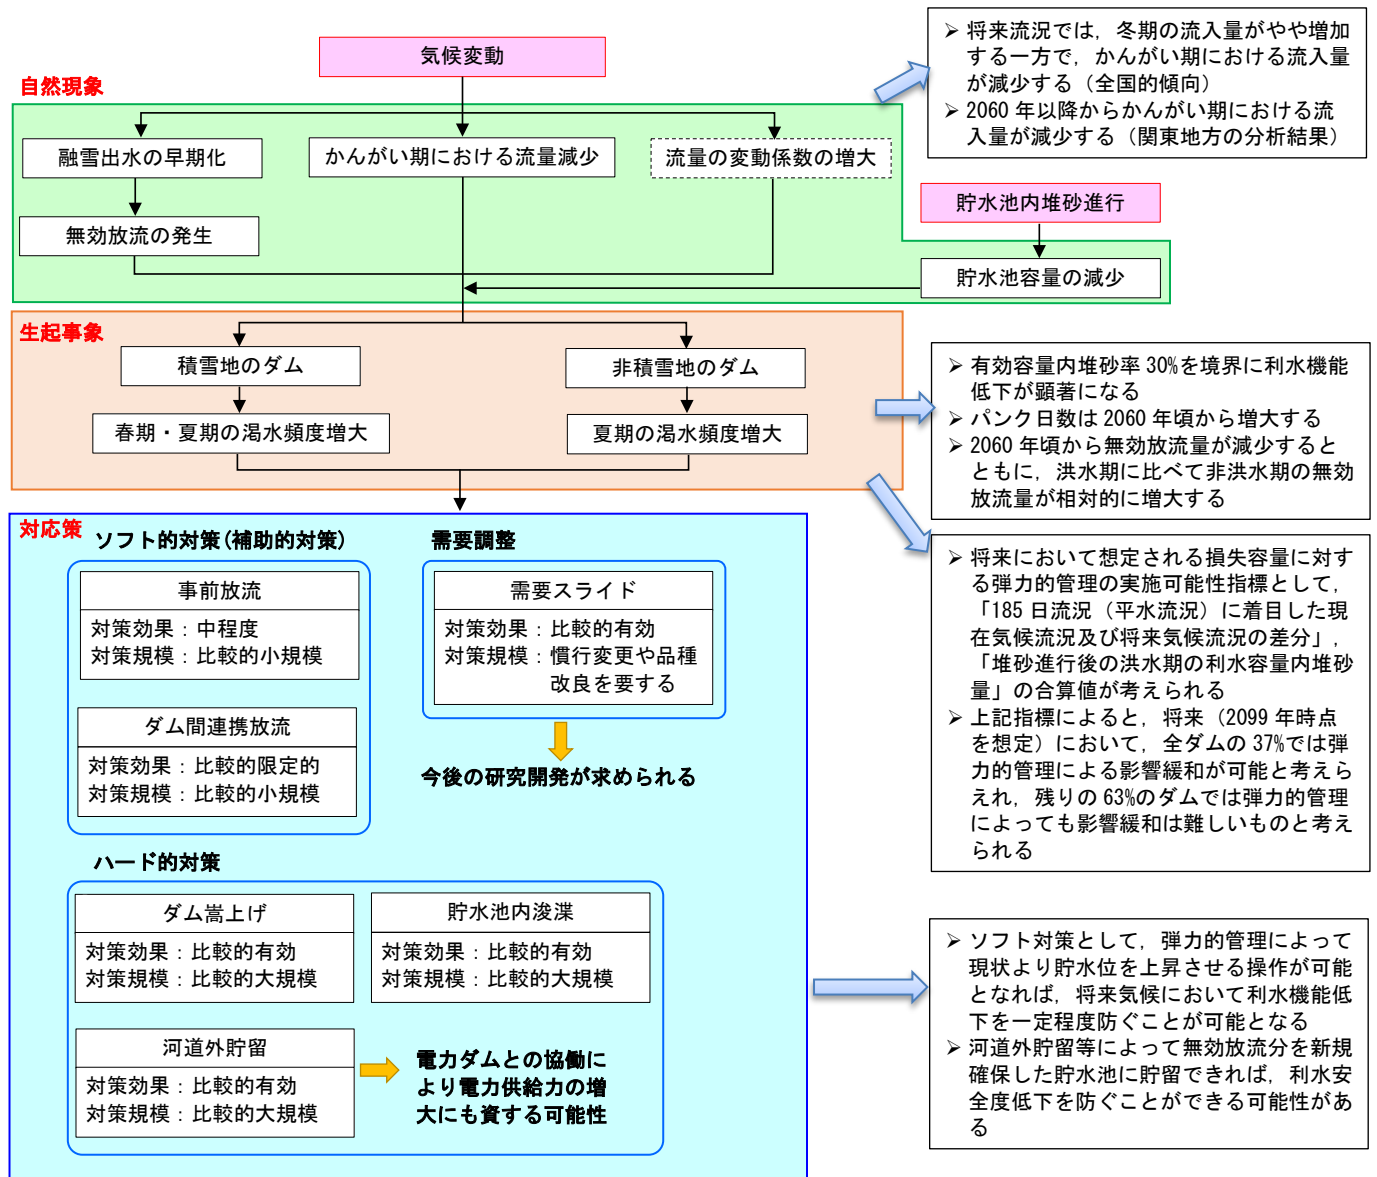 気候変動
自然現象
融雪出水の早期化
かんがい期における流量減少
流量の変動係数の増大
無効放流の発生
貯水池内堆砂進行
貯水池容量の減少
➢ 将来流況では，冬期の流入量がやや増加
する一方で，かんがい期における流入量
が減少する（全国的傾向）
➢ 2060 年以降からかんがい期における流
入量が減少する（関東地方の分析結果）
生起事象
積雪地のダム
非積雪地のダム
春期・夏期の渇水頻度増大
夏期の渇水頻度増大
➢ 有効容量内堆砂率 30%を境界に利水機能
低下が顕著になる
➢ パンク日数は 2060 年頃から増大する
➢ 2060 年頃から無効放流量が減少すると
ともに，洪水期に比べて非洪水期の無効
放流量が相対的に増大する
➢ 将来において想定される損失容量に対す
る弾力的管理の実施可能性指標として，
「185 日流況（平水流況）に着目した現
在気候流況及び将来気候流況の差分」，
「堆砂進行後の洪水期の利水容量内堆砂
量」の合算値が考えられる
➢ 上記指標によると，将来（2099 年時点
を想定）において，全ダムの 37%では弾
力的管理による影響緩和が可能と考えら
えれ，残りの 63%のダムでは弾力的管理
によっても影響緩和は難しいものと考え
られる
対応策
ソフト的対策(補助的対策)
事前放流
対策効果：中程度
対策規模：比較的小規模
ダム間連携放流
対策効果：比較的限定的
対策規模：比較的小規模
需要調整
需要スライド
対策効果：比較的有効
対策規模：慣行変更や品種
改良を要する
今後の研究開発が求められる
ハード的対策
ダム嵩上げ
対策効果：比較的有効
対策規模：比較的大規模
貯水池内浚渫
対策効果：比較的有効
対策規模：比較的大規模
河道外貯留
対策効果：比較的有効
対策規模：比較的大規模
電力ダムとの協働に
より電力供給力の増
大にも資する可能性
➢ ソフト対策として，弾力的管理によって
現状より貯水位を上昇させる操作が可能
となれば，将来気候において利水機能低
下を一定程度防ぐことが可能となる
➢ 河道外貯留等によって無効放流分を新規
確保した貯水池に貯留できれば，利水安
全度低下を防ぐことができる可能性があ
る